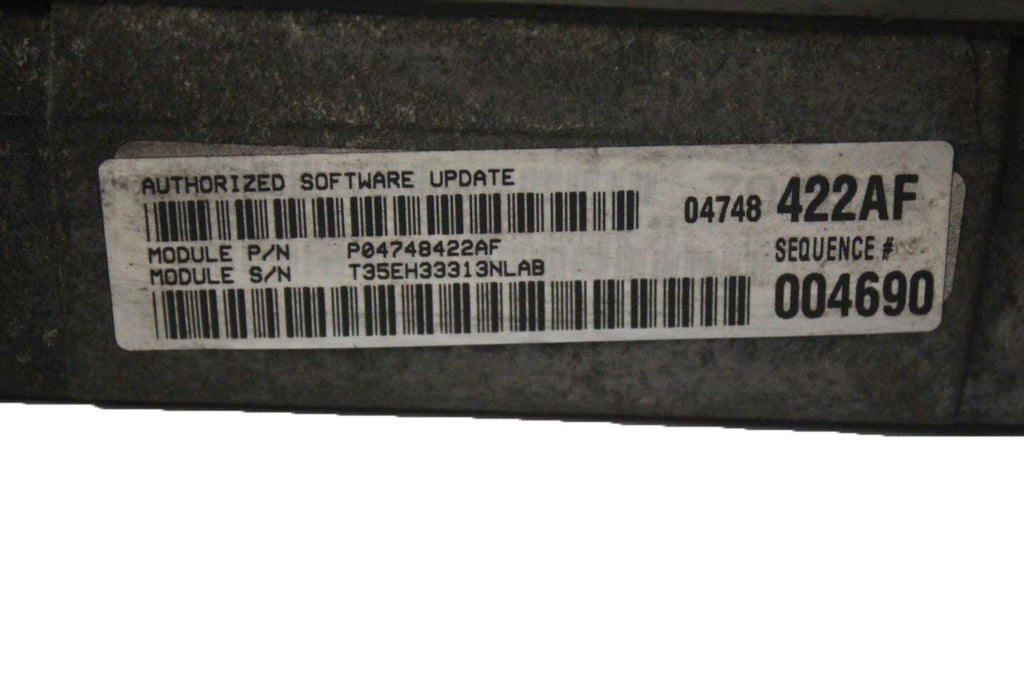 AUTHORIZED SOFTWARE UPDATE
04748 422AF
MODULE P/N P04748422AF
MODULE S/N T35EH33313NLAB
SEQUENCE #
004690